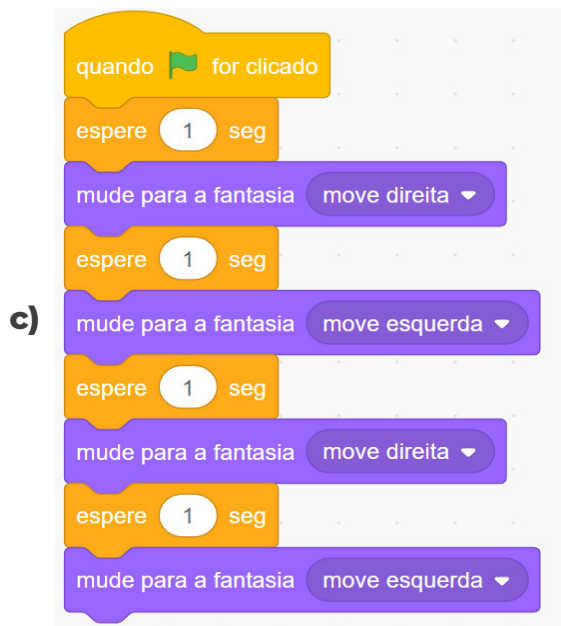 quando for clicado
espere 1 seg
mude para a fantasia move direita
espere 1 seg
c) mude para a fantasia move esquerda
espere 1 seg
mude para a fantasia move direita
espere 1 seg
mude para a fantasia move esquerda